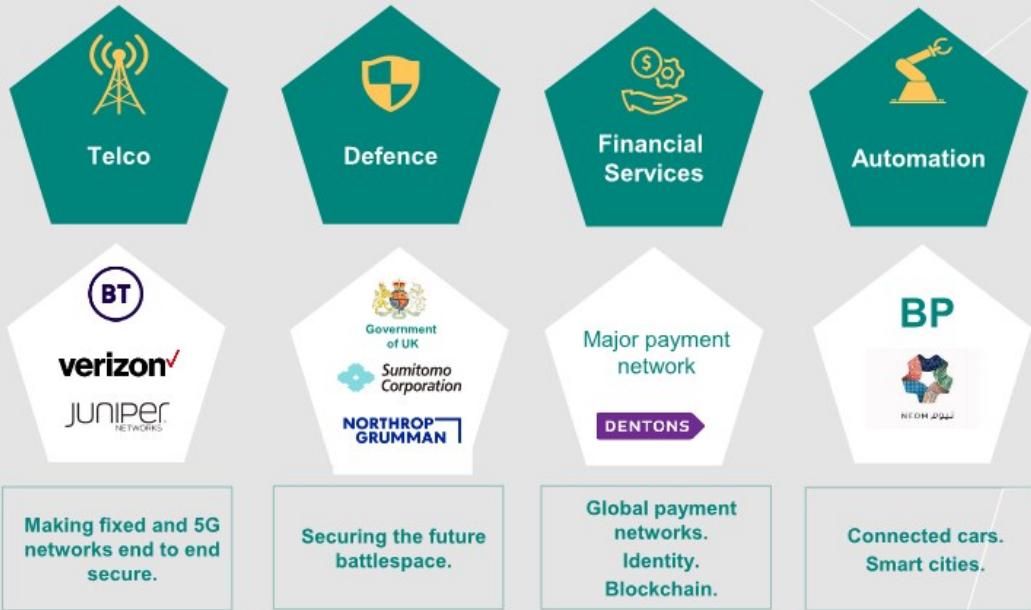 Telco
Defence
Financial
Services
Automation
BT
verizon
JUNIPER
NETWORKS
Government
of UK
Sumitomo
Corporation
NORTHROP
GRUMMAN
Major payment
network
DENTONS
BP
NEOM نيوم
Making fixed and 5G
networks end to end
secure.
Securing the future
battlespace.
Global payment
networks.
Identity.
Blockchain.
Connected cars.
Smart cities.